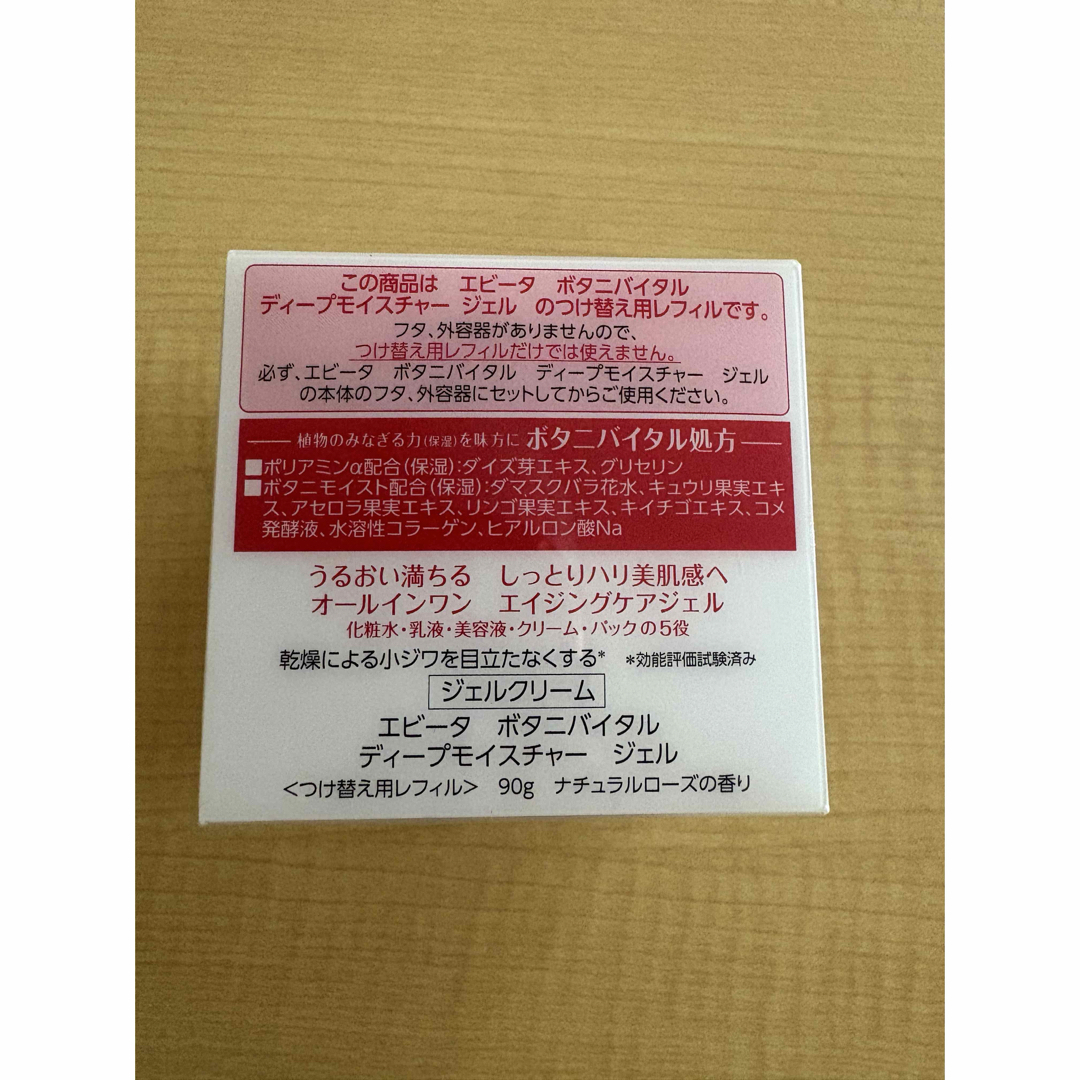 この商品は　エビータ　ボタニバイタル
ディープモイスチャー ジェル　のつけ替え用レフィルです。
フタ、外容器がありませんので、
つけ替え用レフィルだけでは使えません。
必ず、エビータ　ボタニバイタル　ディープモイスチャー　ジェル
の本体のフタ、外容器にセットしてからご使用ください。
植物のみなぎる力(保湿)を味方に ボタニバイタル処方
■ポリアミンα配合(保湿):ダイズ芽エキス、グリセリン
■ボタニモイスト配合(保湿):ダマスクバラ花水、キュウリ果実エキ
ス、アセロラ果実エキス、リンゴ果実エキス、キイチゴエキス、コメ
発酵液、水溶性コラーゲン、ヒアルロン酸Na
うるおい満ちる　しっとりハリ美肌感へ
オールインワン　エイジングケアジェル
化粧水・乳液・美容液・クリーム・パックの5役
乾燥による小ジワを目立たなくする*　*効能評価試験済み
ジェルクリーム
エビータ　ボタニバイタル
ディープモイスチャー　ジェル
<つけ替え用レフィル>　90g　ナチュラルローズの香り